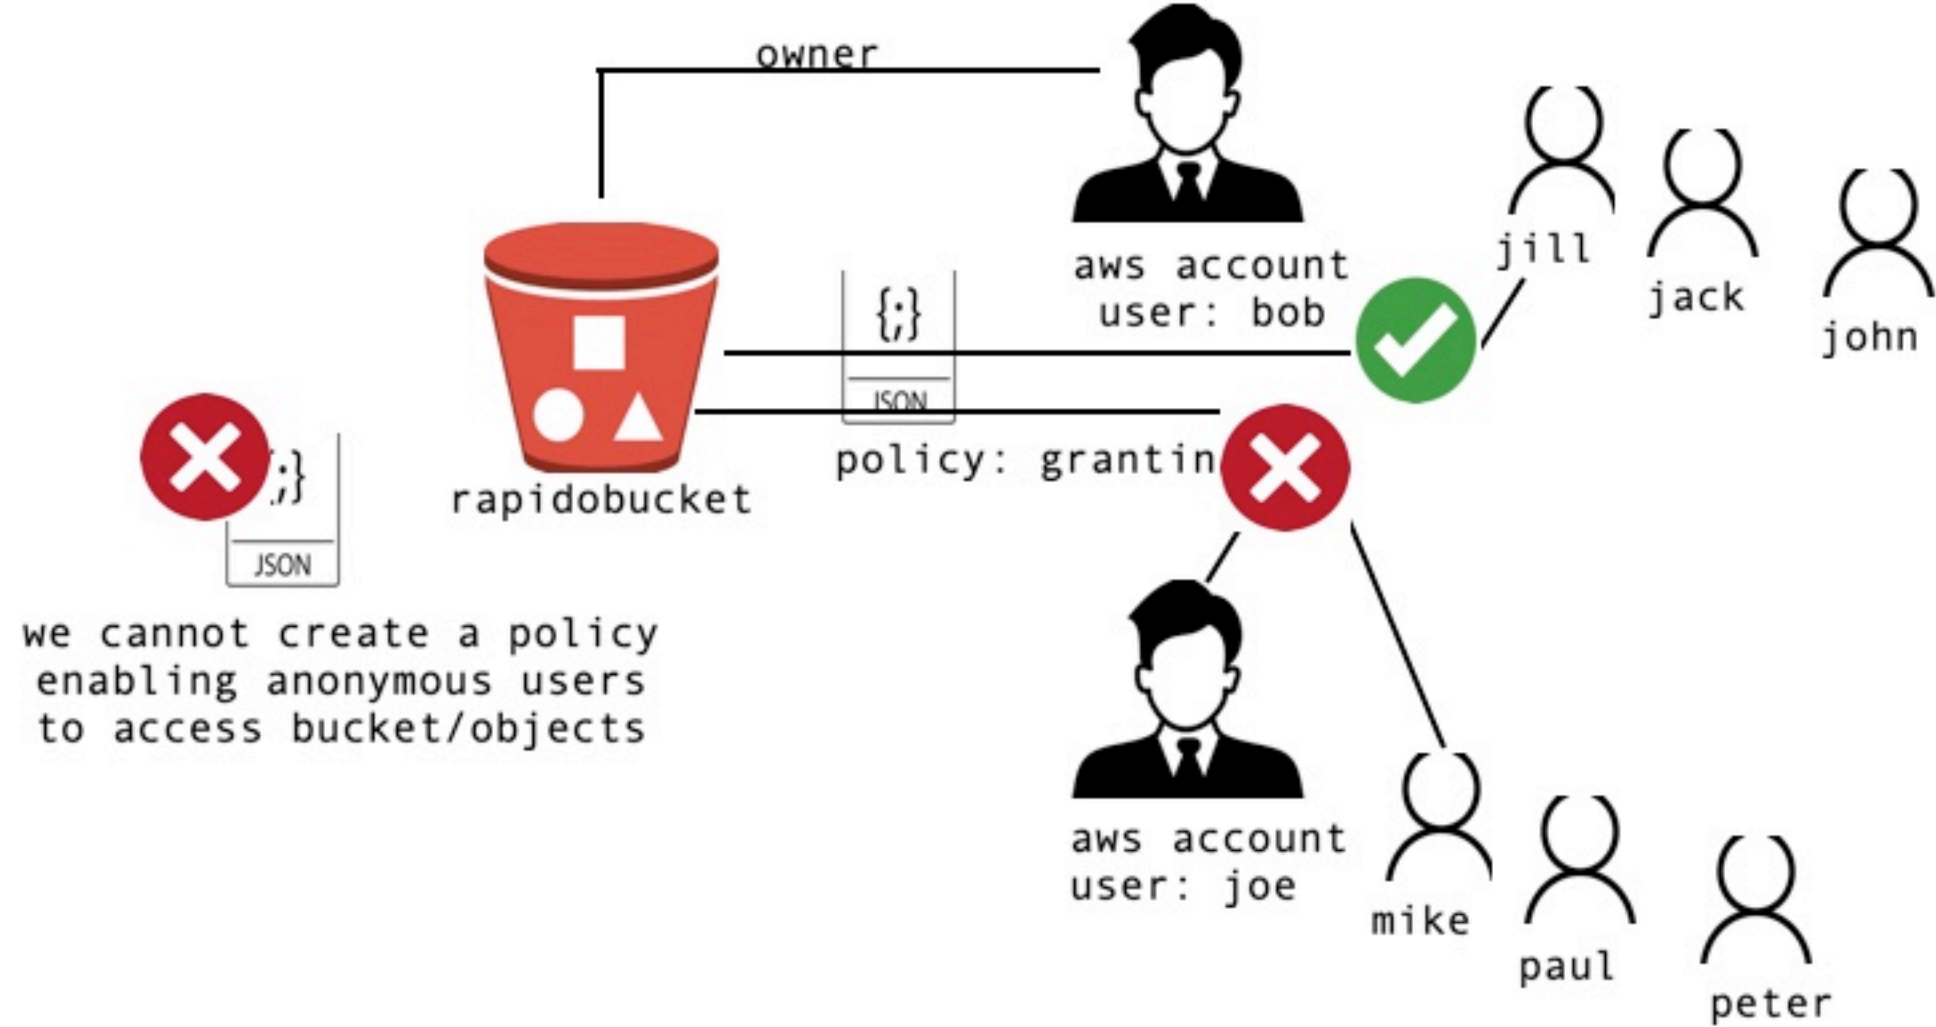 owner
aws account
user: bob
jill
jack
john
{;}
JSON
policy: grantin
rapidobucket
;}
JSON
we cannot create a policy
enabling anonymous users
to access bucket/objects
aws account
user: joe
mike
paul
peter